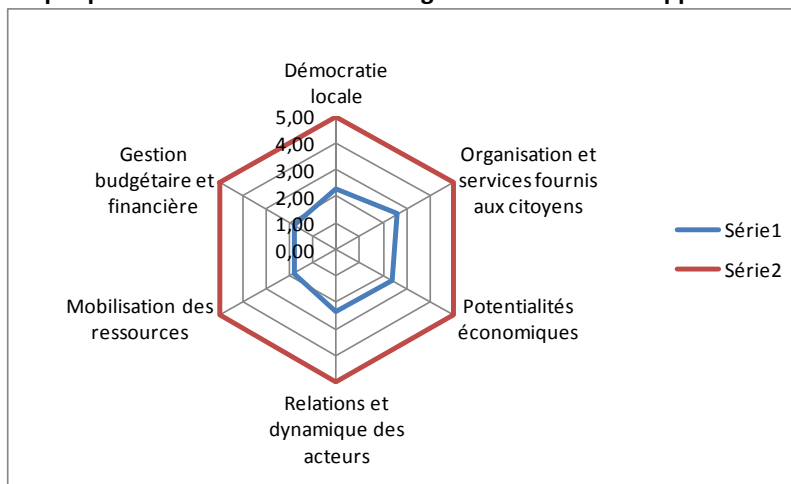 Démocratie
locale
5,00
4,00
3,00
2,00
1,00
0,00
Organisation et
services fournis
aux citoyens
Potentialités
économiques
Relations et
dynamique des
acteurs
Mobilisation des
ressources
Gestion
budgétaire et
financière
Série1
Série2